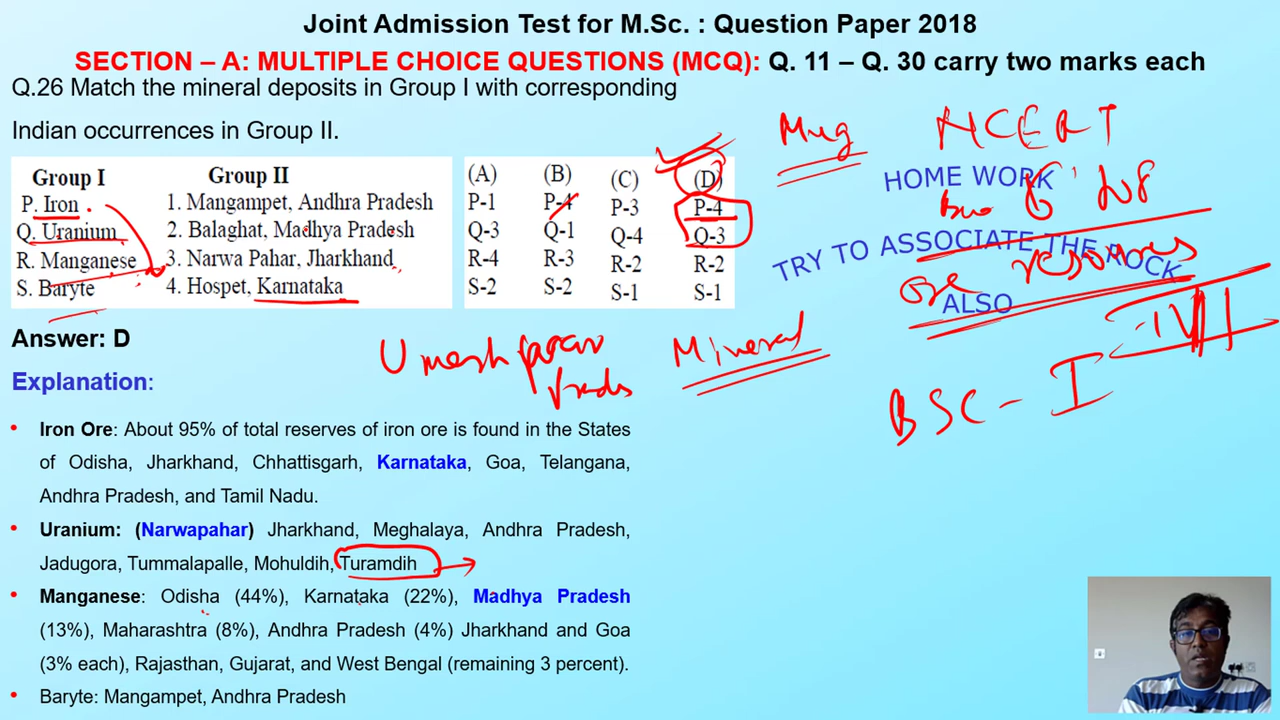 Joint Admission Test for M.Sc. : Question Paper 2018
SECTION – A: MULTIPLE CHOICE QUESTIONS (MCQ): Q. 11 – Q. 30 carry two marks each
Q.26 Match the mineral deposits in Group I with corresponding
Indian occurrences in Group II.
Group I
P. Iron
Q. Uranium
R. Manganese
S. Baryte
Group II
1. Mangampet, Andhra Pradesh
2. Balaghat, Madhya Pradesh
3. Narwa Pahar, Jharkhand
4. Hospet, Karnataka
(A)
P-1
Q-3
R-4
S-2
(B)
P-4
Q-1
R-3
S-2
(C)
P-3
Q-4
R-2
S-1
(D)
P-4
Q-3
R-2
S-1
NCERT
HOME WORK
TRY TO ASSOCIATE THE ROCK
ALSO
ore resources
Mineral
BSC - I
Answer: D
Explanation:
• Iron Ore: About 95% of total reserves of iron ore is found in the States
of Odisha, Jharkhand, Chhattisgarh, Karnataka, Goa, Telangana,
Andhra Pradesh, and Tamil Nadu.
• Uranium: (Narwapahar) Jharkhand, Meghalaya, Andhra Pradesh,
Jadugora, Tummalapalle, Mohuldih, Turamdih
• Manganese: Odisha (44%), Karnataka (22%), Madhya Pradesh
(13%), Maharashtra (8%), Andhra Pradesh (4%) Jharkhand and Goa
(3% each), Rajasthan, Gujarat, and West Bengal (remaining 3 percent).
• Baryte: Mangampet, Andhra Pradesh